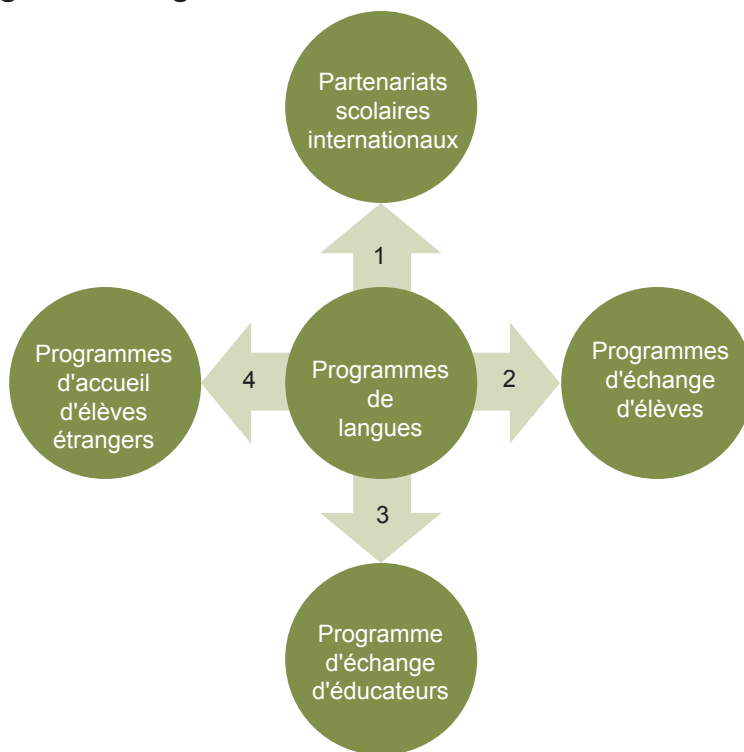 Partenariats
scolaires
internationaux
1
Programmes
d'accueil
d'élèves
étrangers
4
Programmes
de
langues
2
Programmes
d'échange
d'élèves
3
Programme
d'échange
d'éducateurs